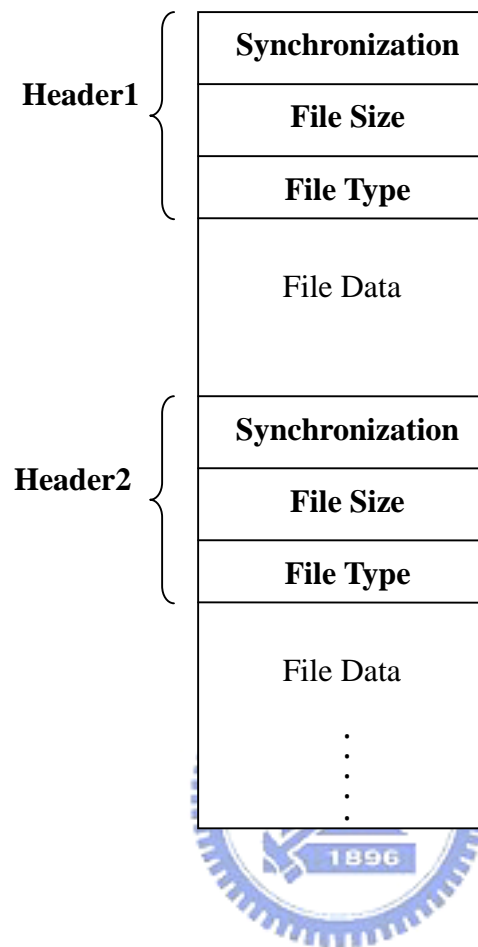 Header1
Synchronization
File Size
File Type
File Data
Header2
Synchronization
File Size
File Type
File Data
1896